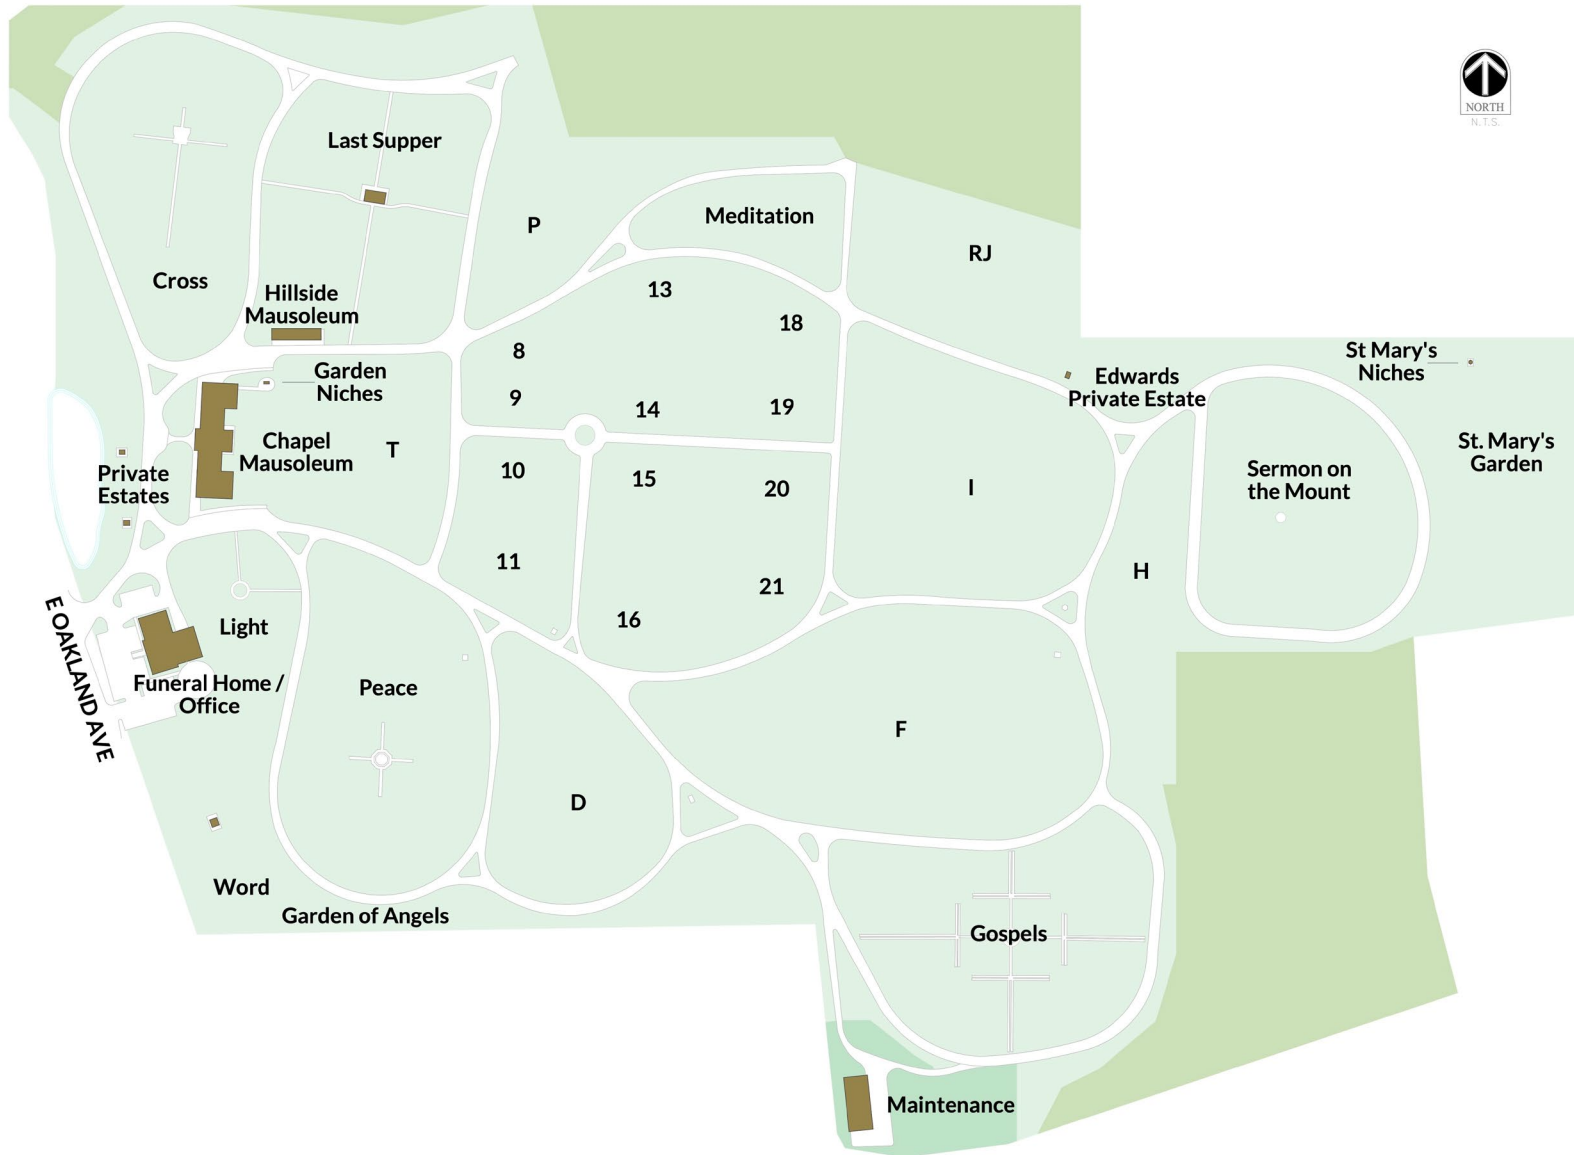 NORTH
N.T.S.
Last Supper
Meditation
P
RJ
Cross
Hillside
Mausoleum
13
18
8
St Mary's
Niches
Garden
Niches
Edwards
Private Estate
9
14
19
Chapel
Mausoleum
T
St. Mary's
Garden
Private
Estates
10
15
20
I
Sermon on
the Mount
11
21
H
16
E OAKLAND AVE
Light
Funeral Home /
Office
Peace
F
D
Word
Garden of Angels
Gospels
Maintenance